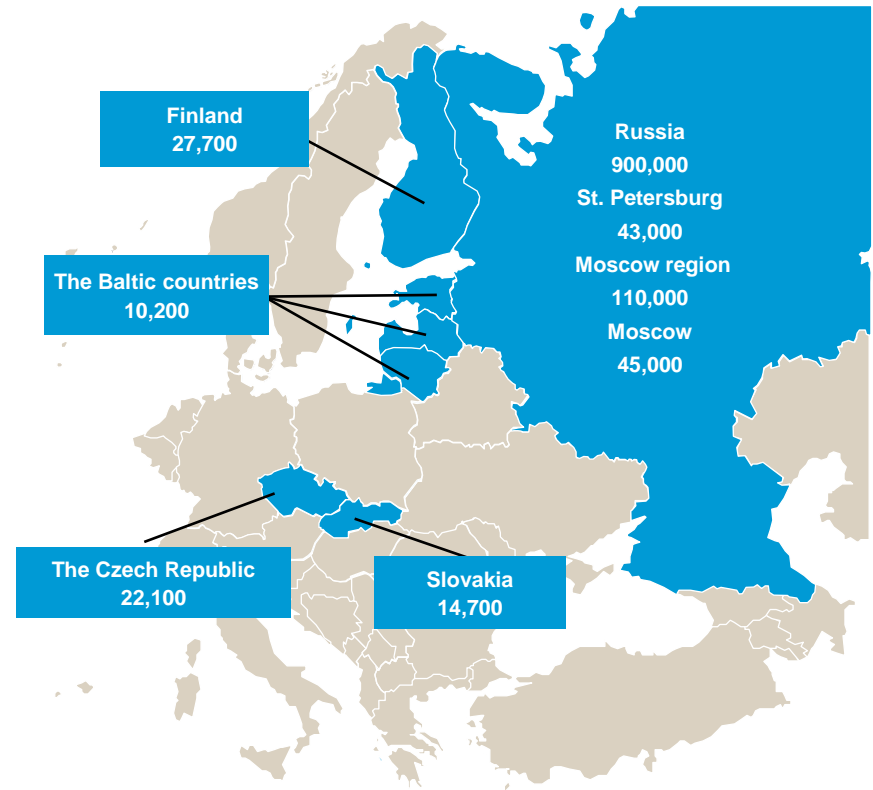 Finland
27,700
Russia
900,000
St. Petersburg
43,000
Moscow region
110,000
Moscow
45,000
The Baltic countries
10,200
The Czech Republic
22,100
Slovakia
14,700